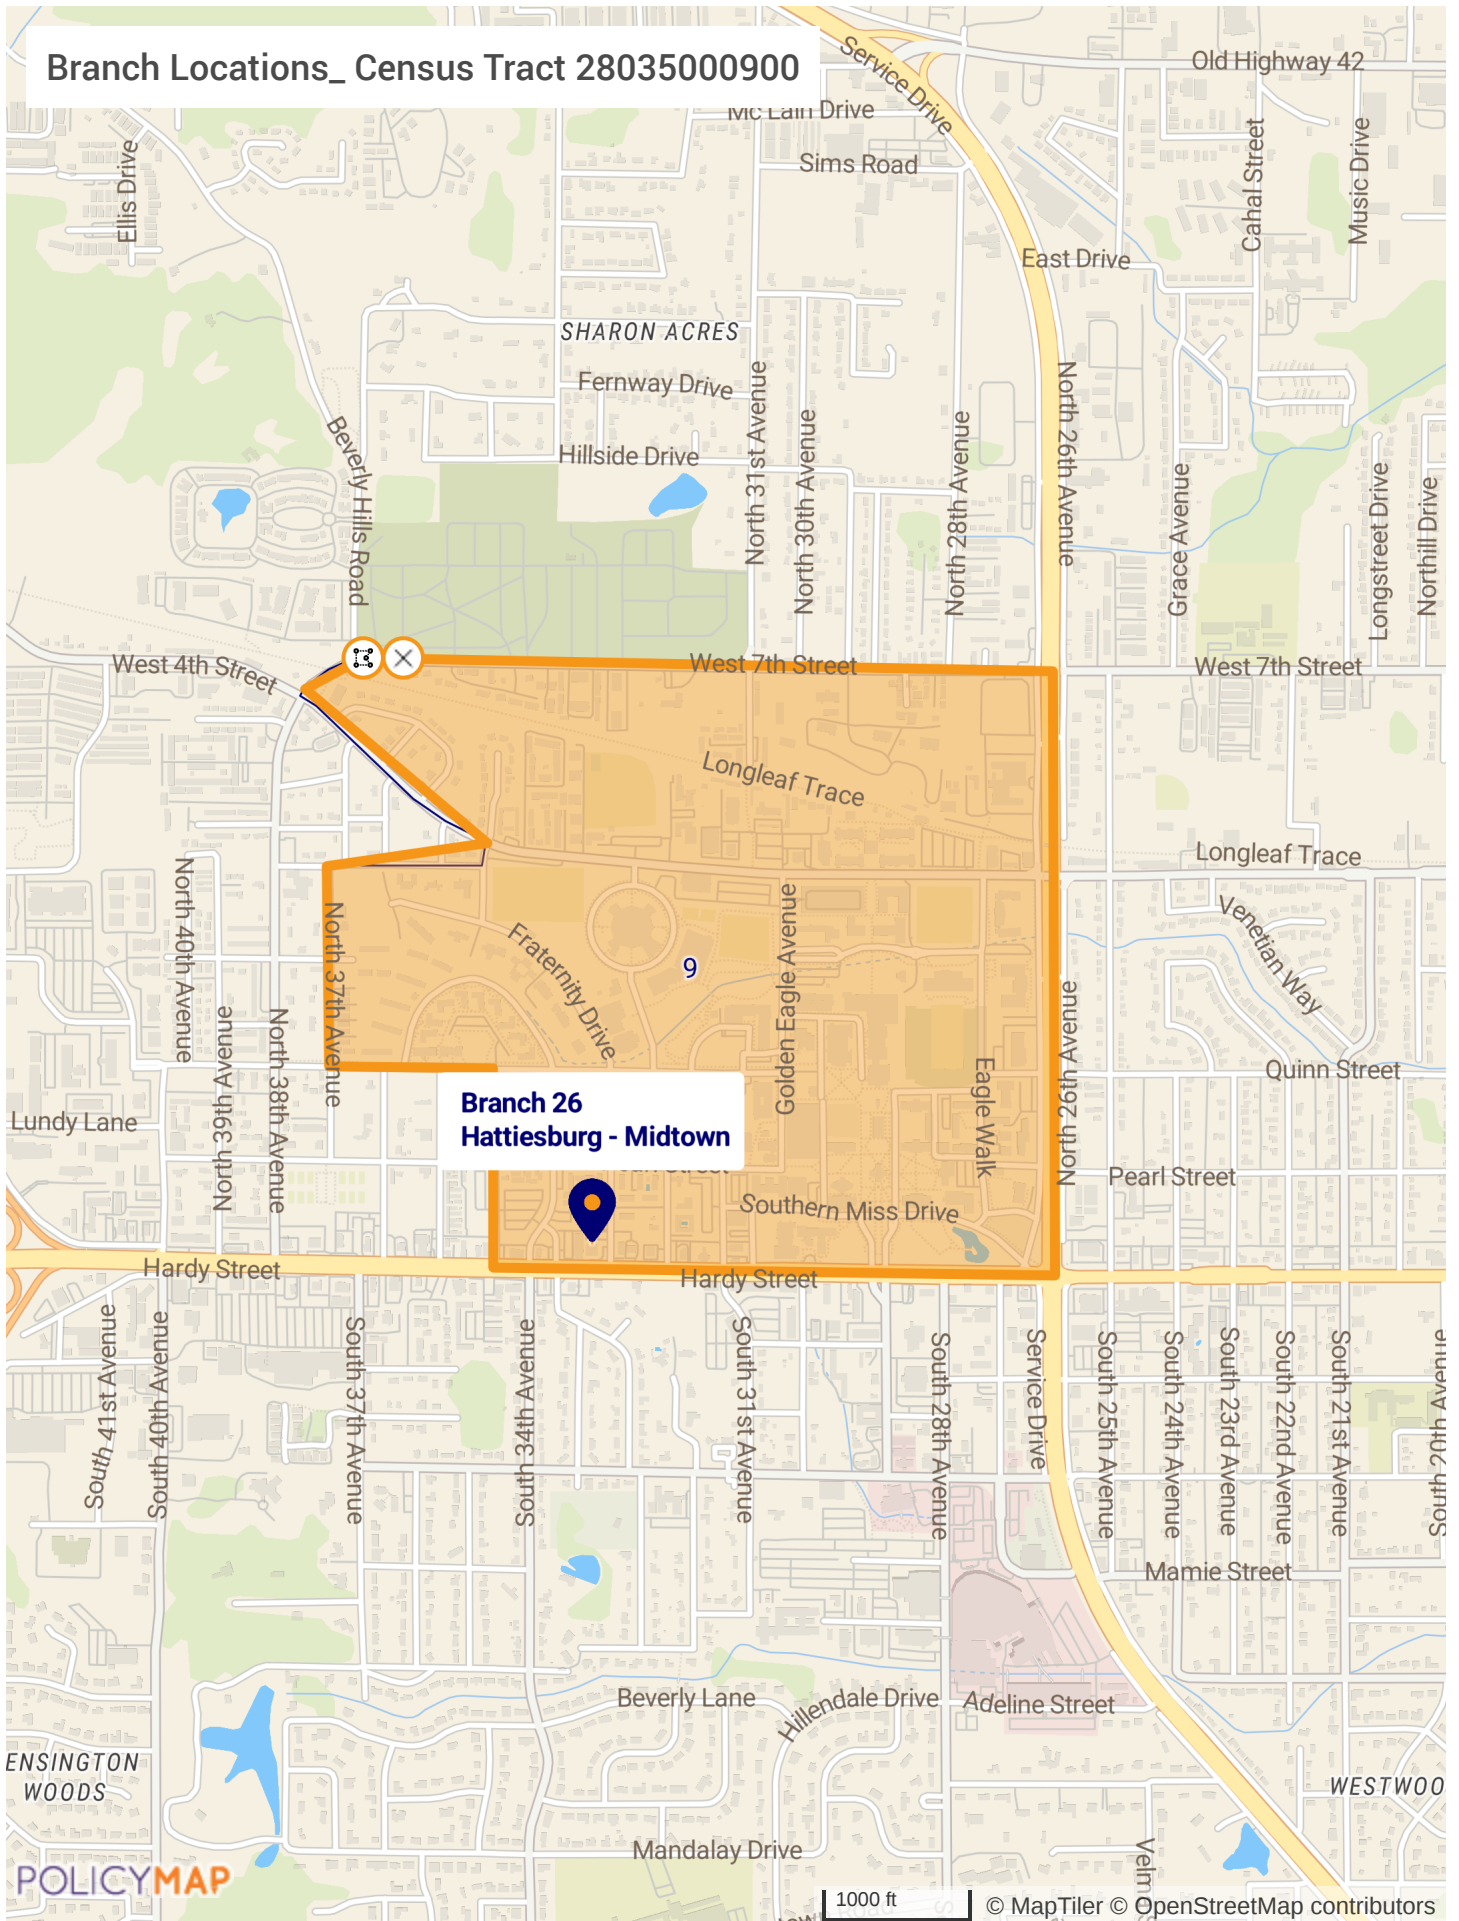 Branch Locations_ Census Tract 28035000900
Old Highway 42
Service Drive
Mc Lain Drive
Sims Road
Ellis Drive
Cahal Street
Music Drive
East Drive
SHARON ACRES
Fernway Drive
Hillside Drive
Beverly Hills Road
North 31st Avenue
North 30th Avenue
North 28th Avenue
North 26th Avenue
Grace Avenue
Longstreet Drive
Northill Drive
West 4th Street
West 7th Street
West 7th Street
Longleaf Trace
Longleaf Trace
North 40th Avenue
North 39th Avenue
North 38th Avenue
North 37th Avenue
Fraternity Drive
9
Golden Eagle Avenue
Eagle Walk
North 26th Avenue
Venetian Way
Quinn Street
Lundy Lane
Branch 26
Hattiesburg - Midtown
Street
Pearl Street
Southern Miss Drive
Hardy Street
Hardy Street
South 41st Avenue
South 40th Avenue
South 37th Avenue
South 34th Avenue
South 31st Avenue
South 28th Avenue
Service Drive
South 25th Avenue
South 24th Avenue
South 23rd Avenue
South 22nd Avenue
South 21st Avenue
South 20th Avenue
Mamie Street
Beverly Lane
Hillendale Drive
Adeline Street
ENSINGTON
WOODS
WESTWOO
Mandalay Drive
Velm
POLICYMAP
1000 ft
Road
© MapTiler © OpenStreetMap contributors